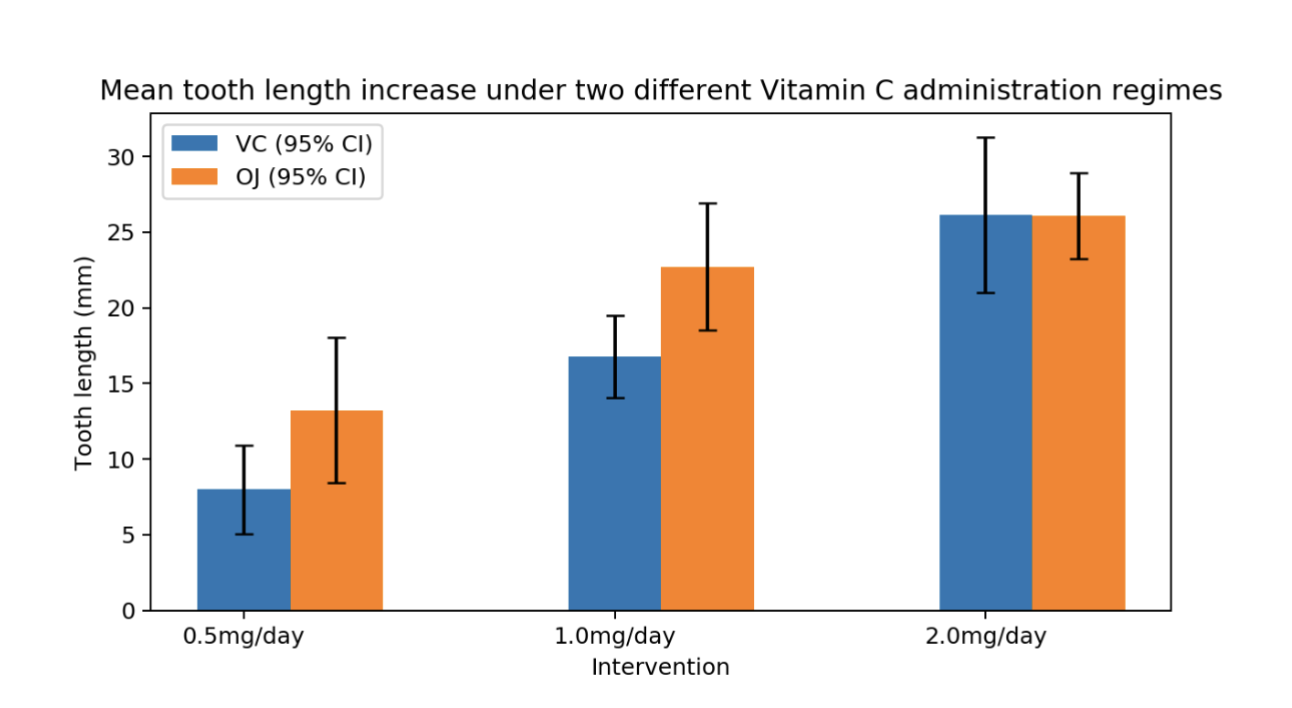 Mean tooth length increase under two different Vitamin C administration regimes
VC (95% CI)
OJ (95% CI)
Tooth length (mm)
30
25
20
15
10
5
0
0.5mg/day
1.0mg/day
2.0mg/day
Intervention